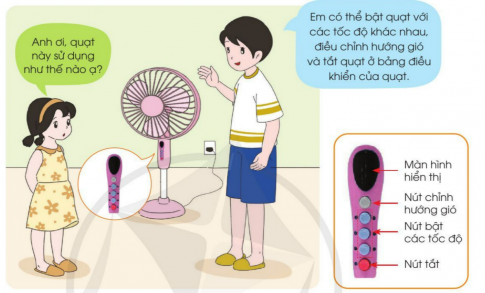 Anh ơi, quạt
này sử dụng
như thế nào ạ?
Em có thể bật quạt với
các tốc độ khác nhau,
điều chỉnh hướng gió
và tắt quạt ở bảng điều
khiển của quạt.
Màn hình
hiển thị
Nút chỉnh
hướng gió
Nút bật
các tốc độ
Nút tắt